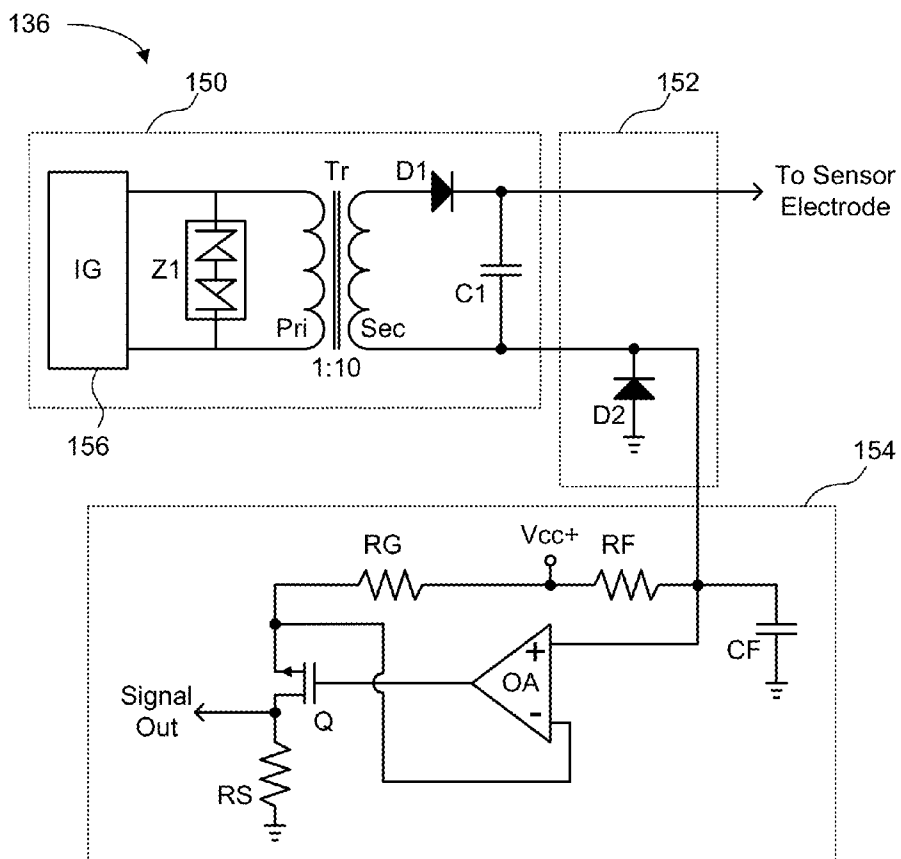 136
150
152
Tr
D1
To Sensor
Electrode
IG
Z1
C1
Pri
Sec
1:10
D2
156
154
Vcc+
RG
RF
+
OA
-
CF
Signal
Out
Q
RS